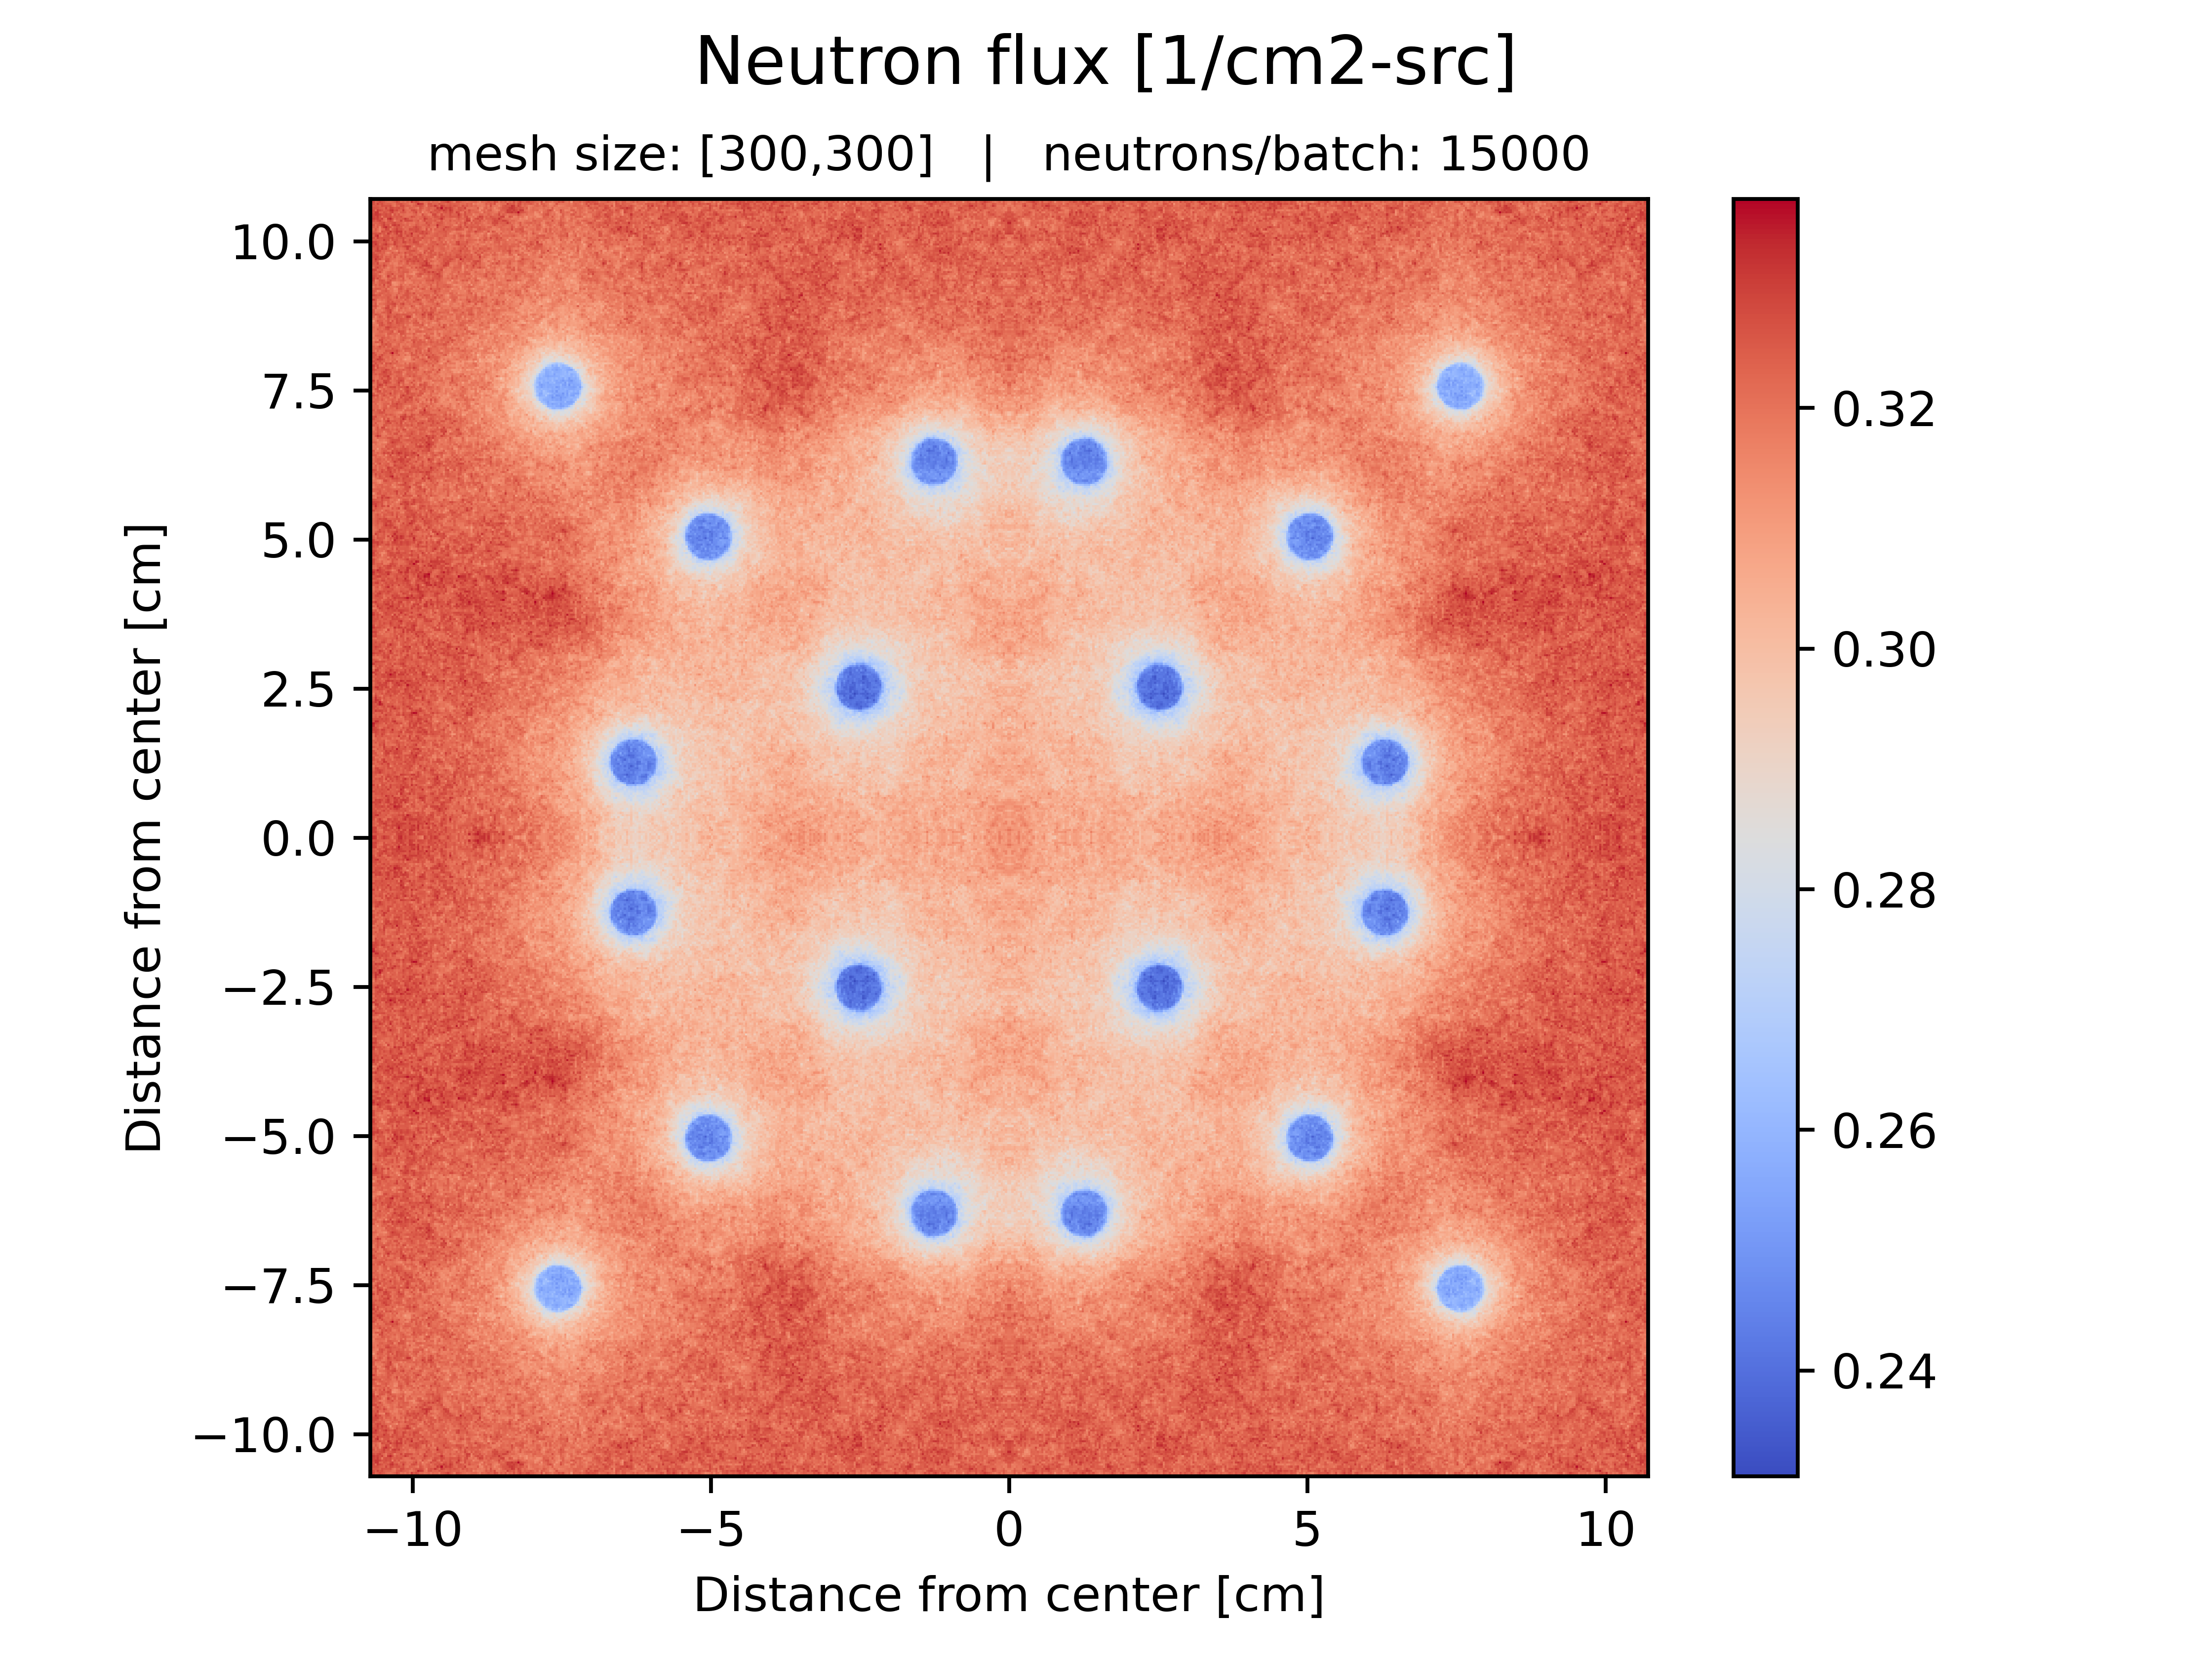 Neutron flux [1/cm2-src]
mesh size: [300,300] | neutrons/batch: 15000
Distance from center [cm]
10.0
7.5
5.0
2.5
0.0
−2.5
−5.0
−7.5
−10.0
−10 −5 0 5 10
Distance from center [cm]
0.32
0.30
0.28
0.26
0.24